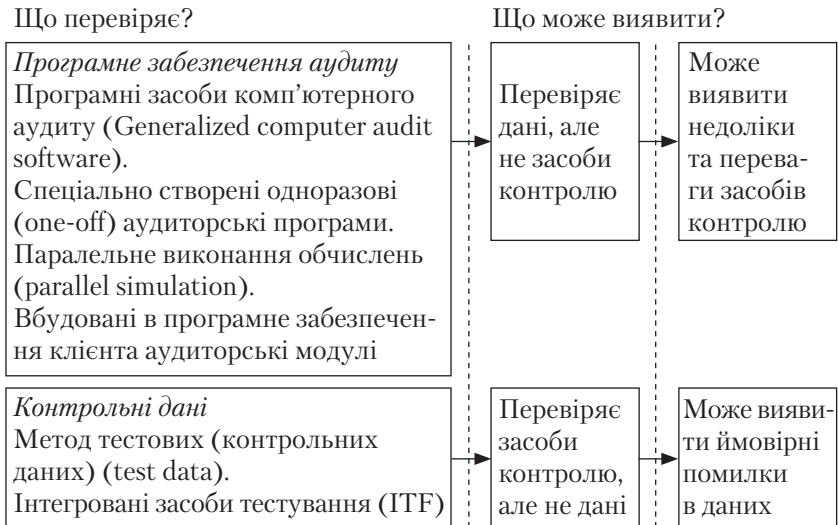 Що перевіряє?
Що може виявити?
Програмне забезпечення аудиту
Програмні засоби комп’ютерного
аудиту (Generalized computer audit
software).
Спеціально створені одноразові
(one-off) аудиторські програми.
Паралельне виконання обчислень
(parallel simulation).
Вбудовані в програмне забезпечен-
ня клієнта аудиторські модулі
Перевіряє
дані, але
не засоби
контролю
Може
виявити
недоліки
та перева-
ги засобів
контролю
Контрольні дані
Метод тестових (контрольних
даних) (test data).
Інтегровані засоби тестування (ITF)
Перевіряє
засоби
контролю,
але не дані
Може вияви-
ти ймовірні
помилки
в даних